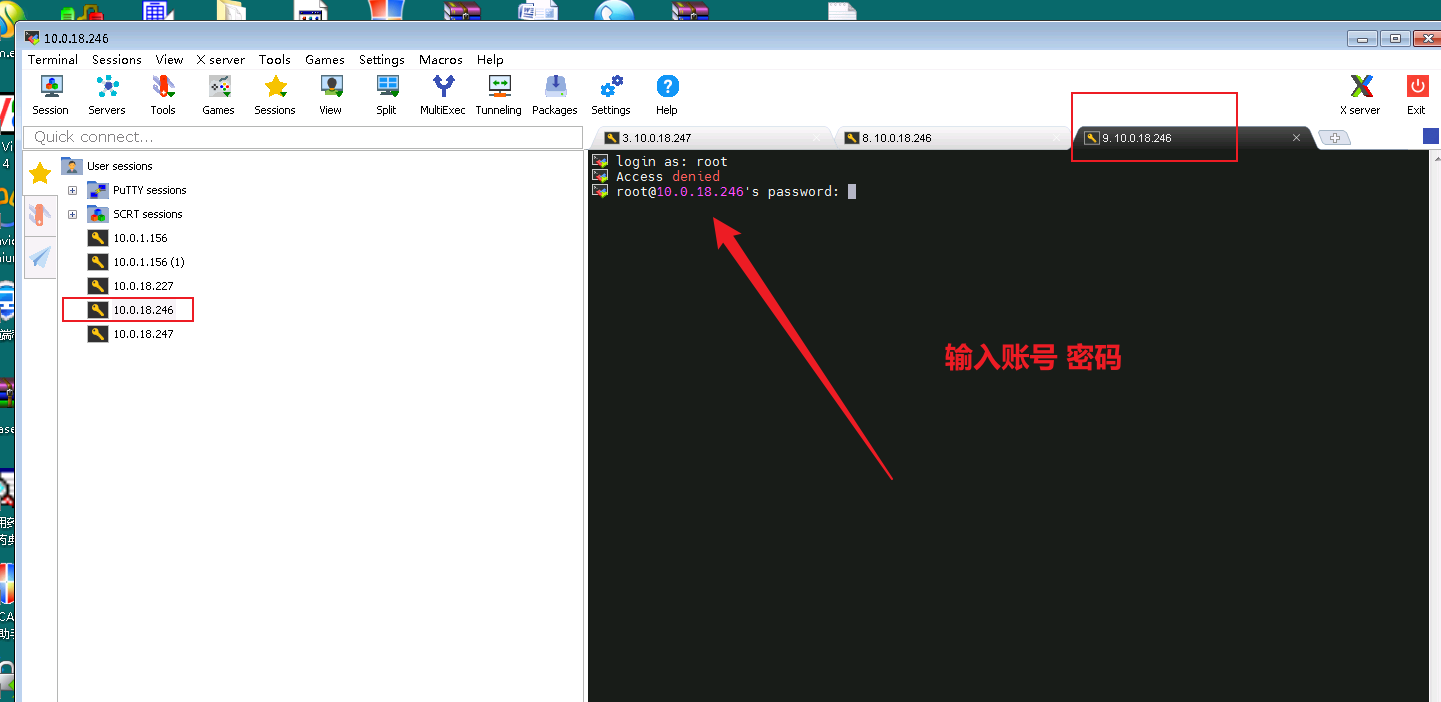 10.0.18.246
Terminal Sessions View X server Tools Games Settings Macros Help
Session Servers Tools Games Sessions View Split MultiExec Tunneling Packages Settings Help X server Exit
Quick connect...
3. 10.0.18.247
8. 10.0.18.246
9. 10.0.18.246
User sessions
PuTTY sessions
SCRT sessions
10.0.1.156
10.0.1.156 (1)
10.0.18.227
10.0.18.246
10.0.18.247
login as: root
Access denied
root@10.0.18.246's password:
输入账号 密码